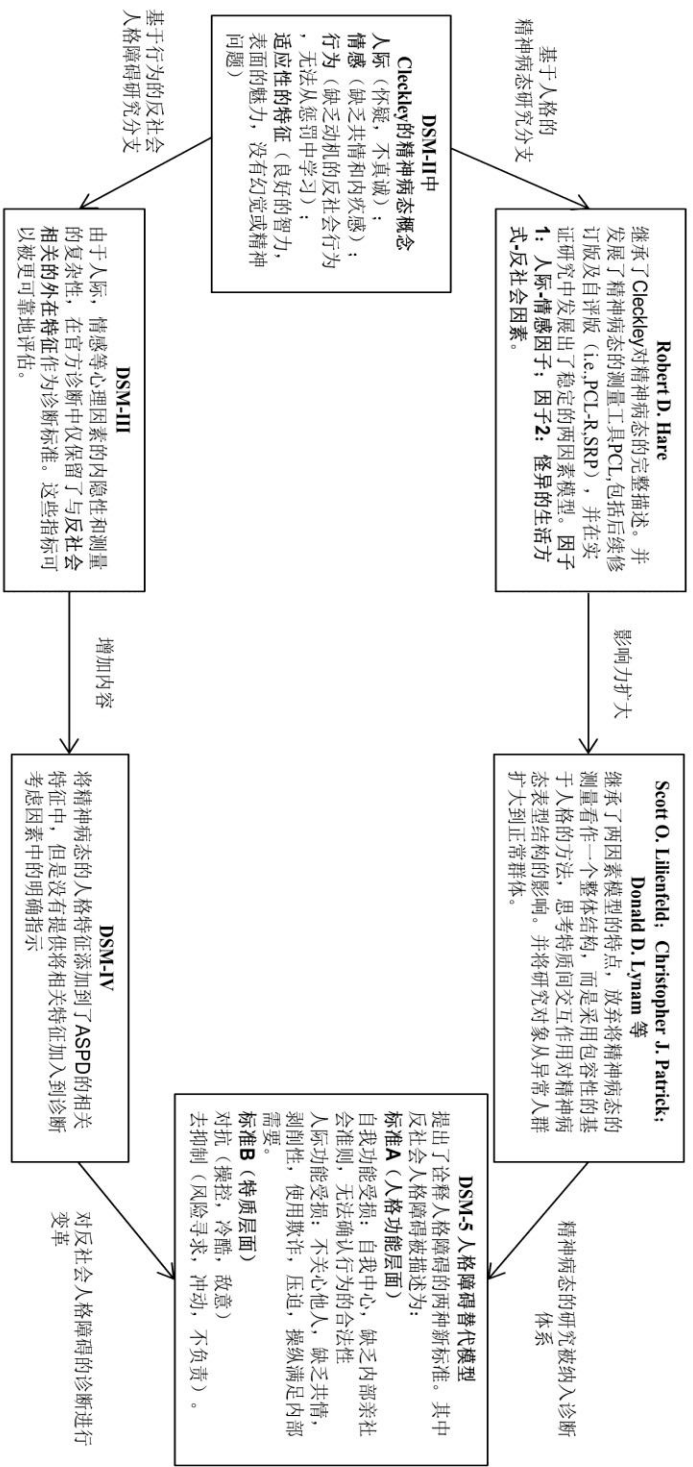 基于人格的
精神病态研究分支
基于行为的反社会
人格障碍研究分支
DSM-II中
Cleckley的精神病态概念
人际（怀疑，不真诚）；
情感（缺乏共情和内疚感）；
行为（缺乏动机的反社会行为
，无法从惩罚中学习）；
适应性的特征（良好的智力，
表面的魅力，没有幻觉或精神
问题）
Robert D. Hare
继承了Cleckley对精神病态的完整描述。并
发展了精神病态的测量工具PCL,包括后续修
订版及自评版（i.e.,PCL-R,SRP），并在实
证研究中发展出了稳定的两因素模型。因子
1：人际-情感因子；因子2：怪异的生活方
式-反社会因素。
DSM-III
由于人际，情感等心理因素的内隐性和测量
的复杂性，在官方诊断中仅保留了与反社会
相关的外在特征作为诊断标准。这些指标可
以被更可靠地评估。
影响力扩大
增加内容
Scott O. Lilienfeld；Christopher J. Patrick；
Donald D. Lynam 等
继承了两因素模型的特点，放弃将精神病态的
测量看作一个整体结构，而是采用包容性的基
于人格的方法，思考特质间交互作用对精神病
态表型结构的影响。并将研究对象从异常人群
扩大到正常群体。
DSM-IV
将精神病态的人格特征添加到了ASPD的相关
特征中，但是没有提供将相关特征加入到诊断
考虑因素中的明确指示
精神病态的研究被纳入诊断
体系
对反社会人格障碍的诊断进行
变革
DSM-5 人格障碍替代模型
提出了诠释人格障碍的两种新标准。其中
反社会人格障碍被描述为：
标准A（人格功能层面）
自我功能受损：自我中心，缺乏内部亲社
会准则，无法确认行为的合法性
人际功能受损：不关心他人，缺乏共情，
剥削性，使用欺诈，压迫，操纵满足内部
需要。
标准B（特质层面）
对抗（操控，冷酷，敌意）
去抑制（风险寻求，冲动，不负责）。